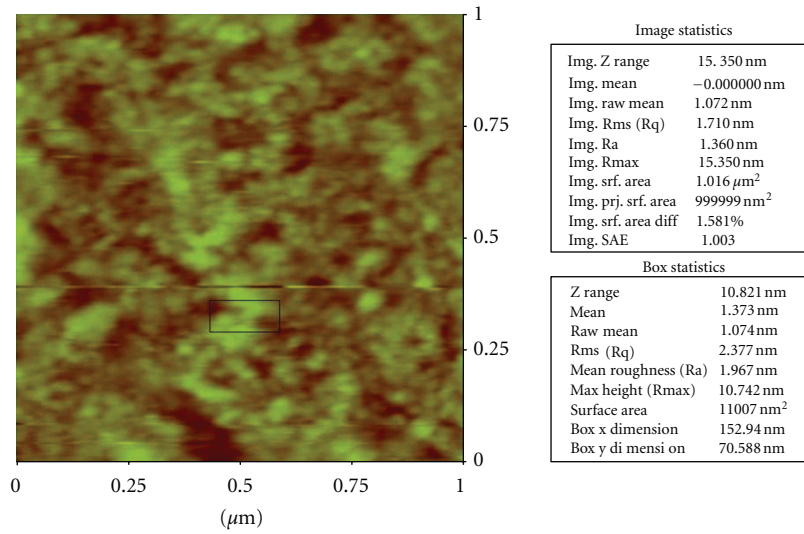 1
0.75
0.5
0.25
0
0 0.25 0.5 0.75 1
(μm)
Image statistics
Img. Z range 15. 350 nm
Img. mean −0.000000 nm
Img. raw mean 1.072 nm
Img. Rms (Rq) 1.710 nm
Img. Ra 1.360 nm
Img. Rmax 15.350 nm
Img. srf. area 1.016 μm²
Img. prj. srf. area 999999 nm²
Img. srf. area diff 1.581%
Img. SAE 1.003
Box statistics
Z range 10.821 nm
Mean 1.373 nm
Raw mean 1.074 nm
Rms (Rq) 2.377 nm
Mean roughness (Ra) 1.967 nm
Max height (Rmax) 10.742 nm
Surface area 11007 nm²
Box x dimension 152.94 nm
Box y di mensi on 70.588 nm